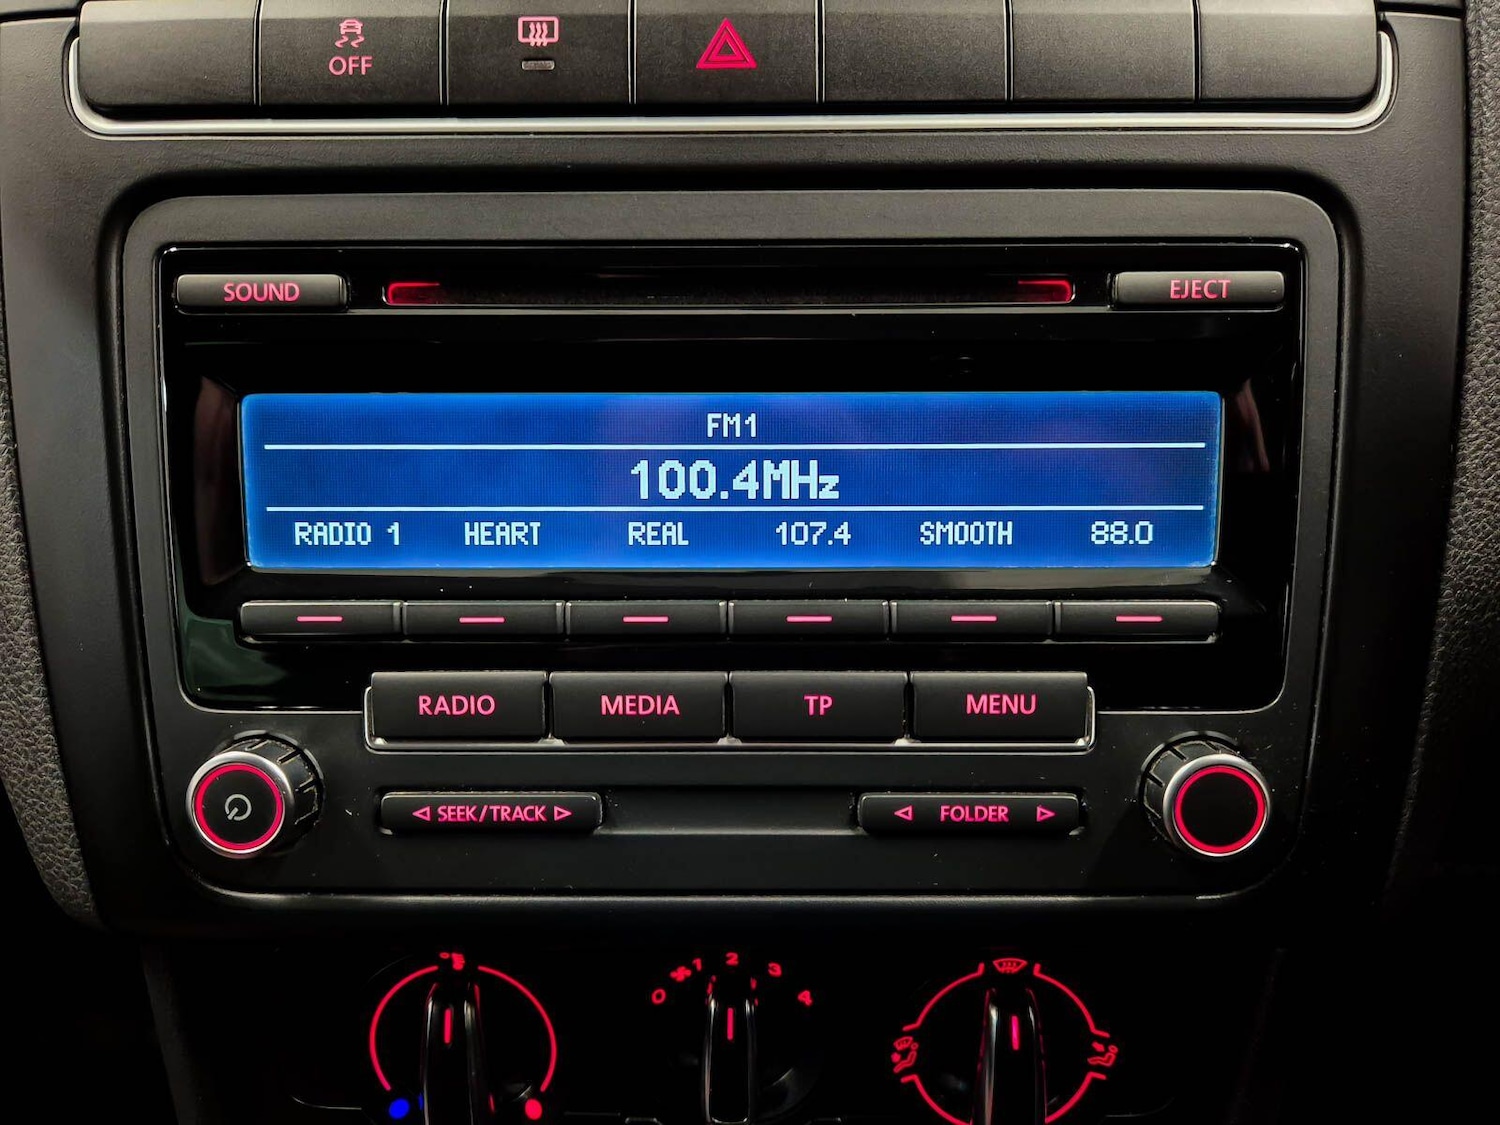 OFF
SOUND
EJECT
FM1
100.4MHz
RADIO 1 HEART REAL 107.4 SMOOTH 88.0
RADIO MEDIA TP MENU
SEEK/TRACK
FOLDER
0 1 2 3 4